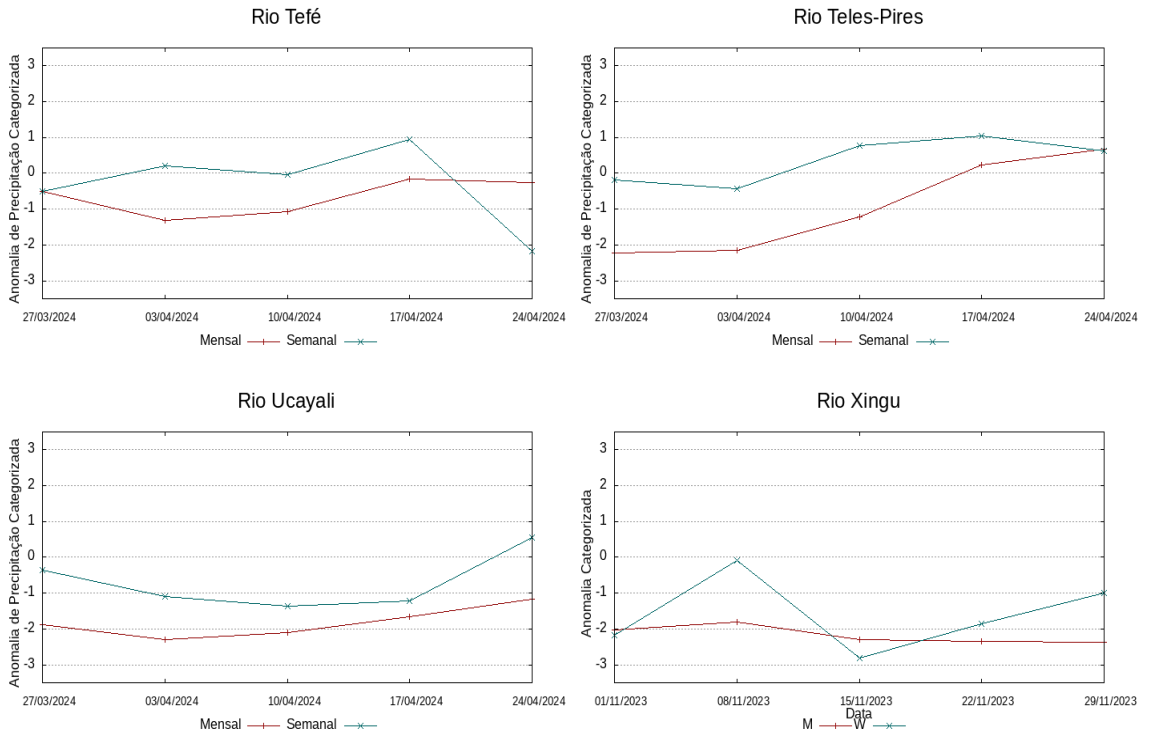 Rio Tefé
Anomalia de Precipitação Categorizada
3
2
1
0
-1
-2
-3
27/03/2024 03/04/2024 10/04/2024 17/04/2024 24/04/2024
Mensal Semanal
Rio Teles-Pires
Anomalia de Precipitação Categorizada
3
2
1
0
-1
-2
-3
27/03/2024 03/04/2024 10/04/2024 17/04/2024 24/04/2024
Mensal Semanal
Rio Ucayali
Anomalia de Precipitação Categorizada
3
2
1
0
-1
-2
-3
27/03/2024 03/04/2024 10/04/2024 17/04/2024 24/04/2024
Mensal Semanal
Rio Xingu
Anomalia Categorizada
3
2
1
0
-1
-2
-3
01/11/2023 08/11/2023 15/11/2023 22/11/2023 29/11/2023
Data
M W